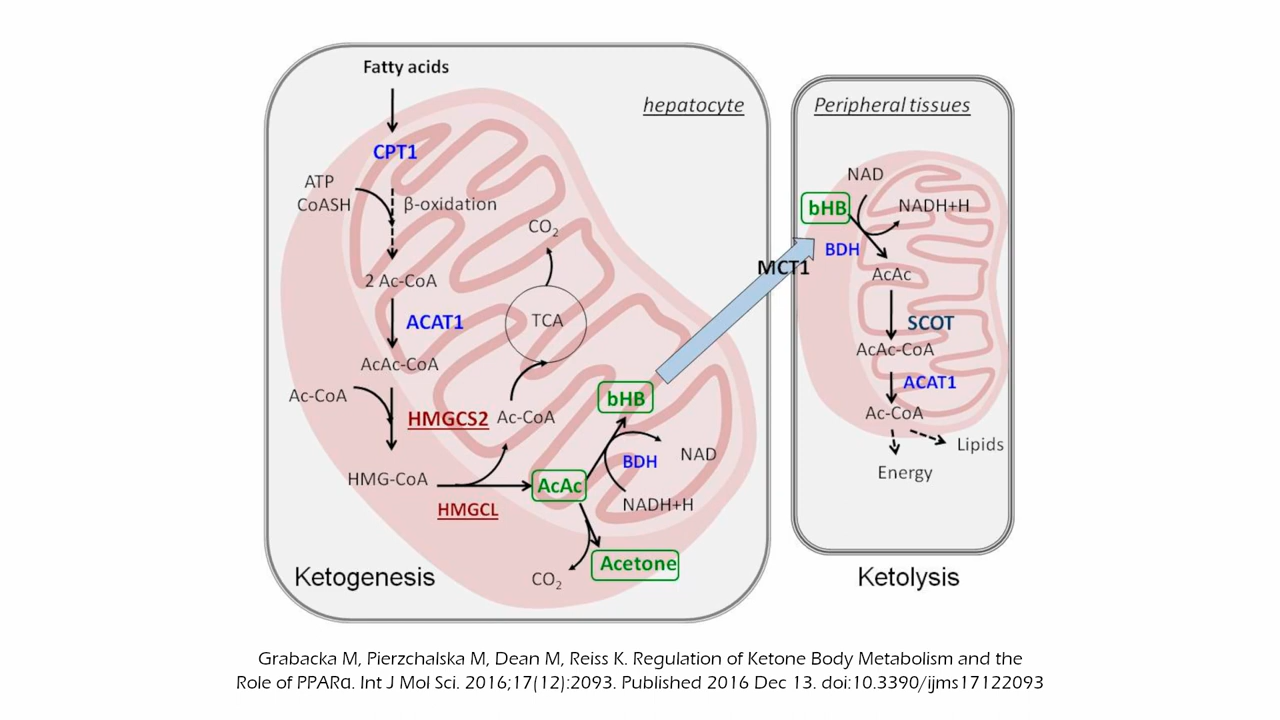 Fatty acids
hepatocyte
CPT1
ATP
CoASH
β-oxidation
CO₂
2 Ac-CoA
TCA
ACAT1
AcAc-CoA
Ac-CoA
HMGCS2
Ac-CoA
bHB
HMG-CoA
AcAc
BDH
NAD
HMGCL
NADH+H
CO₂
Acetone
Ketogenesis
MCT1
Peripheral tissues
NAD
bHB
NADH+H
BDH
AcAc
SCOT
AcAc-CoA
ACAT1
Ac-CoA
Lipids
Energy
Ketolysis
Grabacka M, Pierzchalska M, Dean M, Reiss K. Regulation of Ketone Body Metabolism and the
Role of PPARα. Int J Mol Sci. 2016;17(12):2093. Published 2016 Dec 13. doi:10.3390/ijms17122093